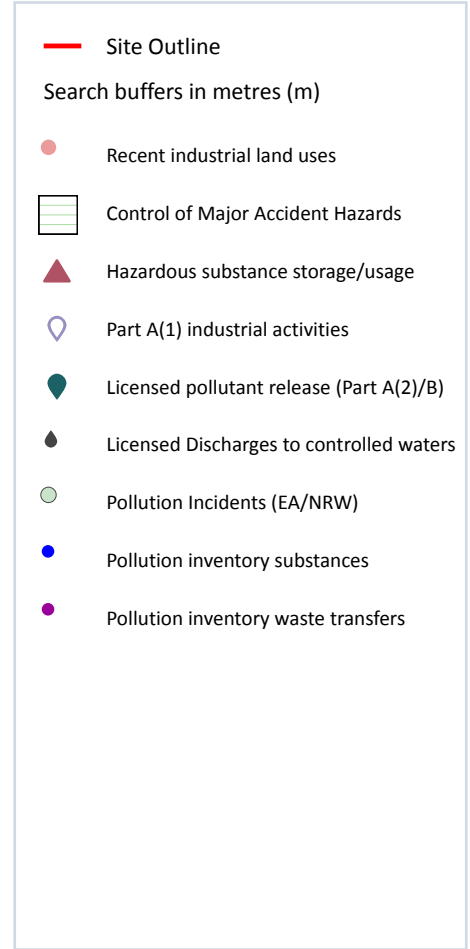 Site Outline
Search buffers in metres (m)
Recent industrial land uses
Control of Major Accident Hazards
Hazardous substance storage/usage
Part A(1) industrial activities
Licensed pollutant release (Part A(2)/B)
Licensed Discharges to controlled waters
Pollution Incidents (EA/NRW)
Pollution inventory substances
Pollution inventory waste transfers